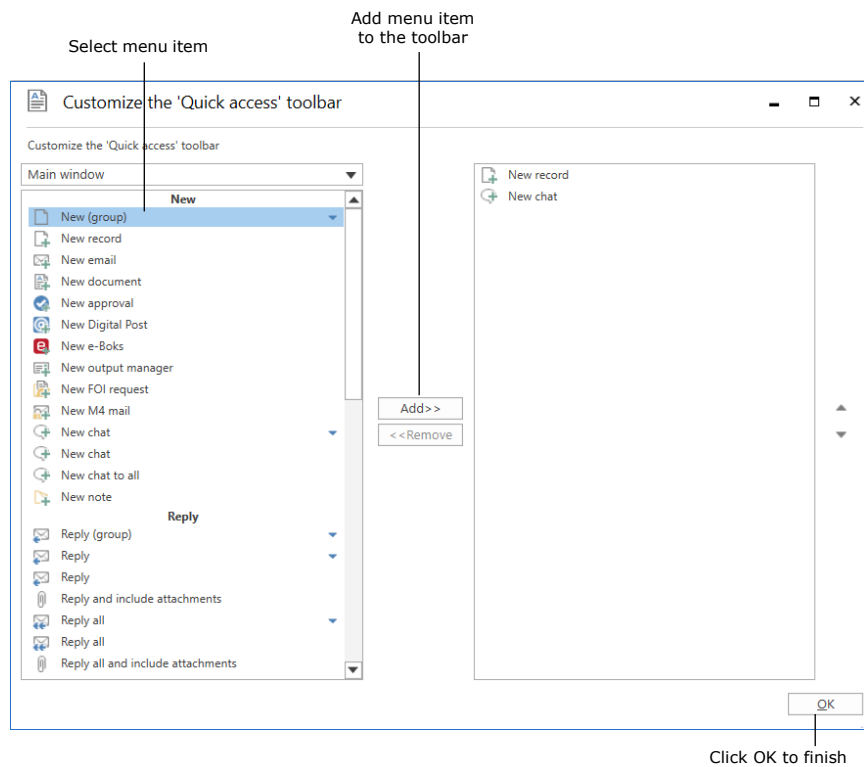 Add menu item
to the toolbar
Select menu item
Customize the 'Quick access' toolbar
Customize the 'Quick access' toolbar
Main window
New
New (group)
New record
New email
New document
New approval
New Digital Post
New e-Boks
New output manager
New FOI request
New M4 mail
New chat
New chat
New chat to all
New note
Reply
Reply (group)
Reply
Reply
Reply and include attachments
Reply all
Reply all
Reply all and include attachments
Add>>
<<Remove
New record
New chat
OK
Click OK to finish